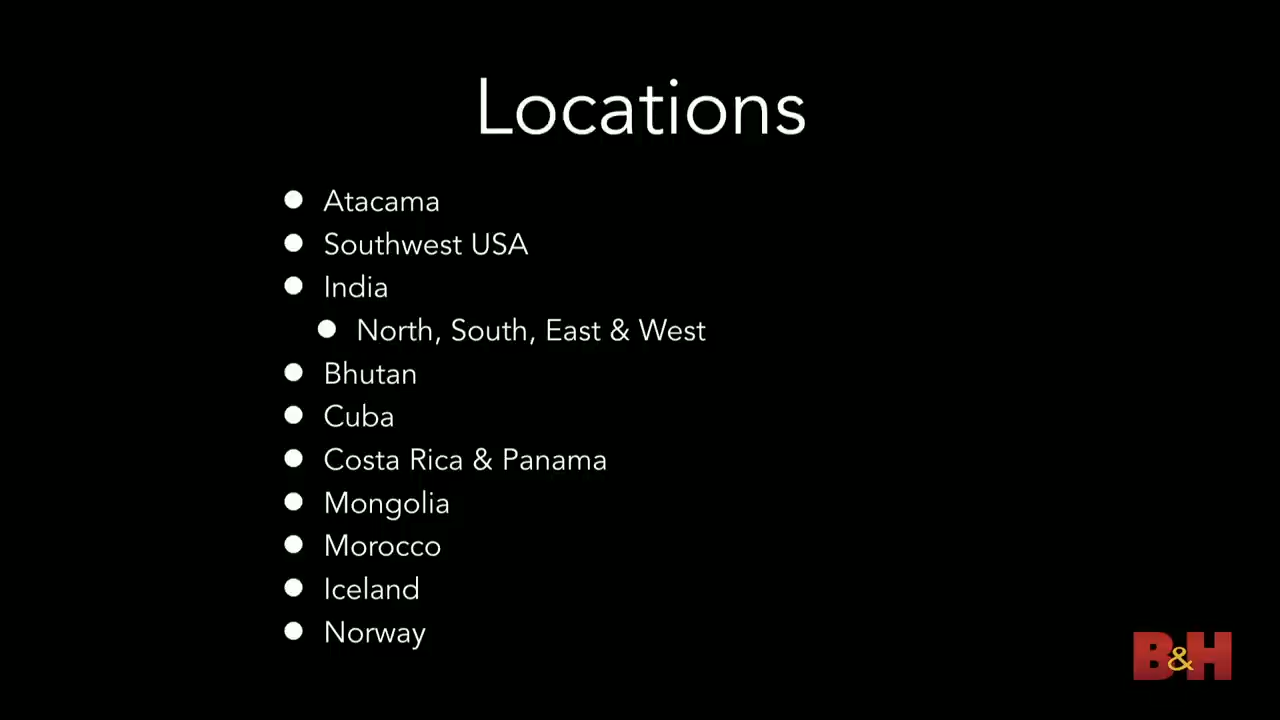 Locations
● Atacama
● Southwest USA
● India
● North, South, East & West
● Bhutan
● Cuba
● Costa Rica & Panama
● Mongolia
● Morocco
● Iceland
● Norway
B&H